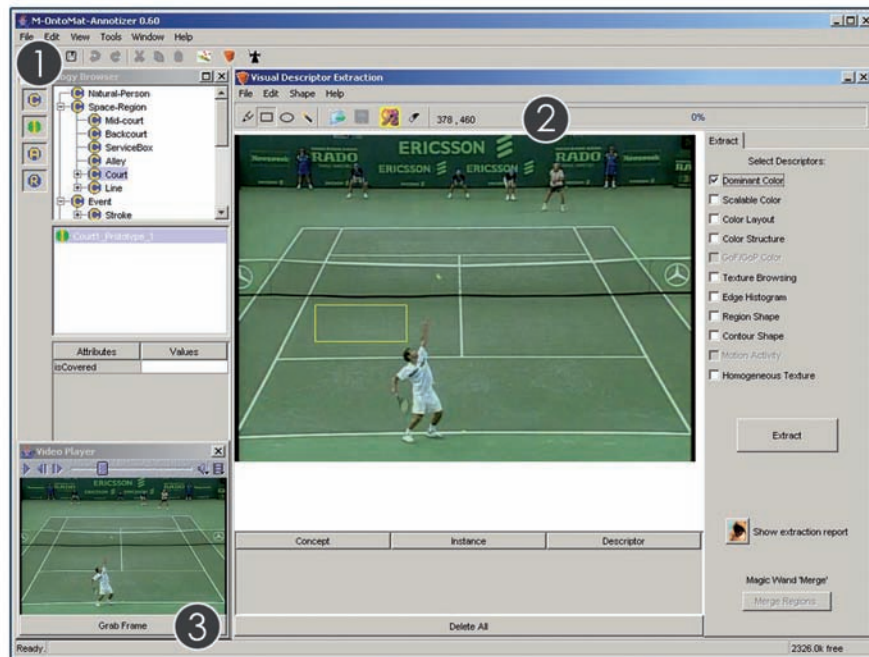 M-OntoMat-Annotizer 0.60
File Edit View Tools Window Help
1
logy Browser
Natural-Person
Space-Region
Mid-court
Backcourt
ServiceBox
Alley
Court
Line
Event
Stroke
Court1_Prototype_1
Attributes Values
isCovered
Video Player
ERICSSON
Grab Frame
3
Visual Descriptor Extraction
File Edit Shape Help
378 , 460
2
0%
ERICSSON
RADO
RADO
ERICSSON ERICSSON
Extract
Select Descriptors:
Dominant Color
Scalable Color
Color Layout
Color Structure
GoF/GoP Color
Texture Browsing
Edge Histogram
Region Shape
Contour Shape
Motion Activity
Homogeneous Texture
Extract
Show extraction report
Magic Wand 'Merge'
Merge Regions
Concept Instance Descriptor
Delete All
Ready.
2326.0k free